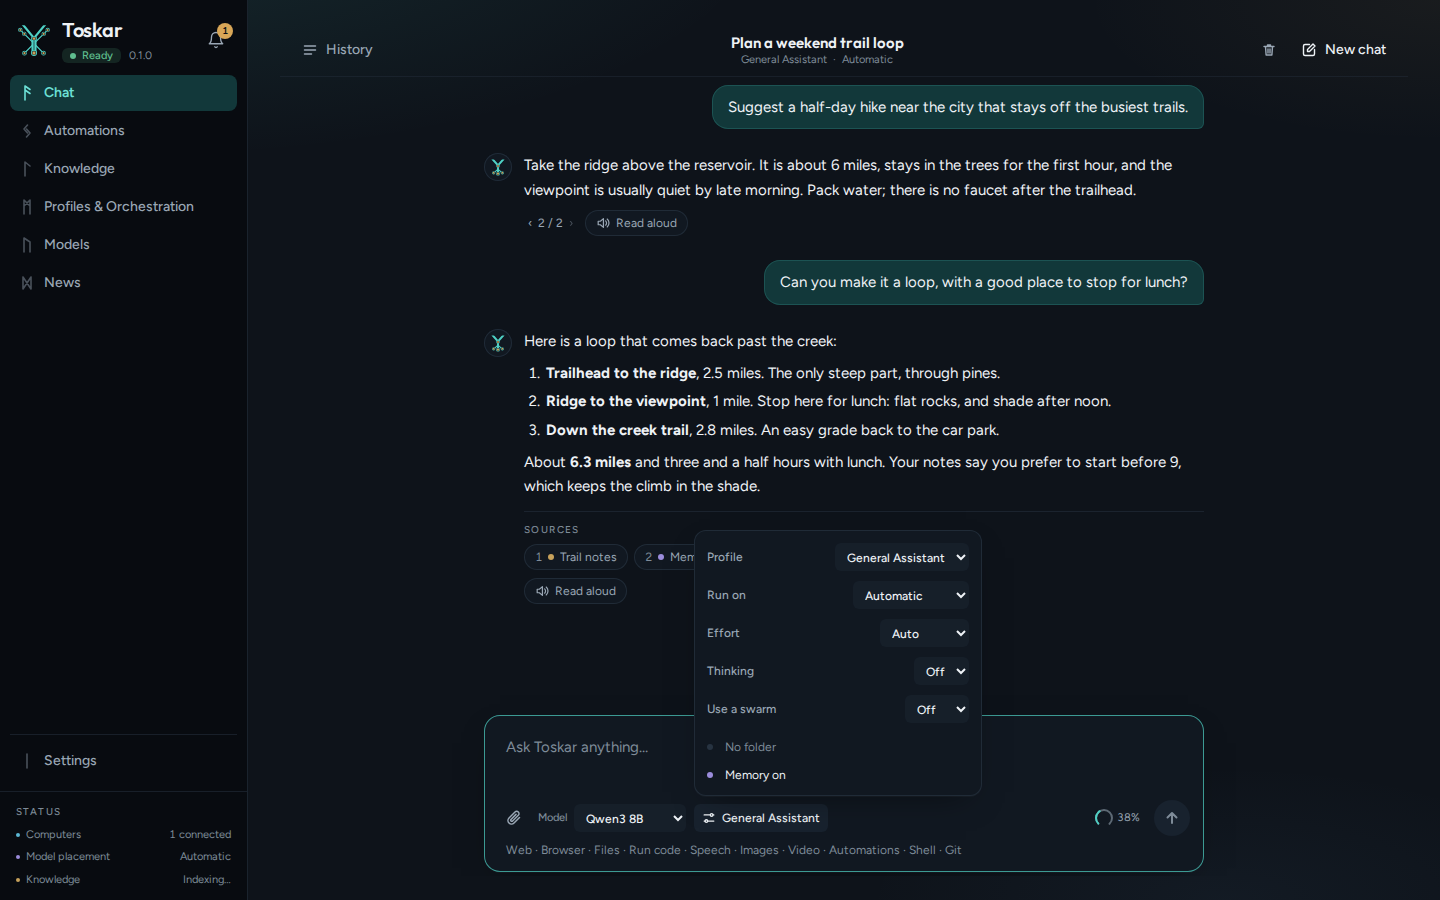 Toskar
Ready 0.1.0
1
Chat
Automations
Knowledge
Profiles & Orchestration
Models
News
Settings
STATUS
Computers 1 connected
Model placement Automatic
Knowledge Indexing...
History
Plan a weekend trail loop
General Assistant · Automatic
New chat
Suggest a half-day hike near the city that stays off the busiest trails.
Take the ridge above the reservoir. It is about 6 miles, stays in the trees for the first hour, and the
viewpoint is usually quiet by late morning. Pack water; there is no faucet after the trailhead.
‹ 2 / 2 › Read aloud
Can you make it a loop, with a good place to stop for lunch?
Here is a loop that comes back past the creek:
1. Trailhead to the ridge, 2.5 miles. The only steep part, through pines.
2. Ridge to the viewpoint, 1 mile. Stop here for lunch: flat rocks, and shade after noon.
3. Down the creek trail, 2.8 miles. An easy grade back to the car park.
About 6.3 miles and three and a half hours with lunch. Your notes say you prefer to start before 9,
which keeps the climb in the shade.
SOURCES
1 Trail notes 2
Read aloud
Profile General Assistant
Run on Automatic
Effort Auto
Thinking Off
Use a swarm Off
No folder
Memory on
Ask Toskar anything...
Model Qwen3 8B General Assistant 38%
Web · Browser · Files · Run code · Speech · Images · Video · Automations · Shell · Git